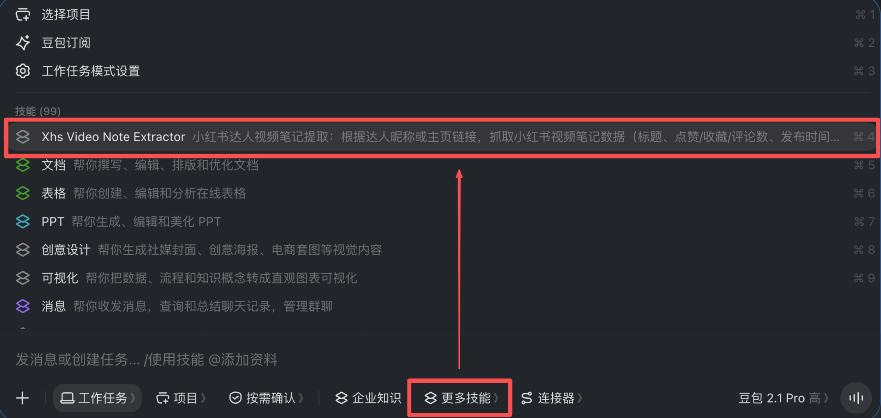 选择项目 ⌘ 1
豆包订阅 ⌘ 2
工作任务模式设置 ⌘ 3
技能 (99)
Xhs Video Note Extractor 小红书达人视频笔记提取：根据达人昵称或主页链接，抓取小红书视频笔记数据（标题、点赞/收藏/评论数、发布时间... ⌘ 4
文档 帮你撰写、编辑、排版和优化文档 ⌘ 5
表格 帮你创建、编辑和分析在线表格 ⌘ 6
PPT 帮你生成、编辑和美化 PPT ⌘ 7
创意设计 帮你生成社媒封面、创意海报、电商套图等视觉内容 ⌘ 8
可视化 帮你把数据、流程和知识概念转成直观图表可视化 ⌘ 9
消息 帮你收发消息，查询和总结聊天记录，管理群聊
发消息或创建任务... /使用技能 @添加资料
工作任务 项目 按需确认 企业知识 更多技能 连接器 豆包 2.1 Pro 高